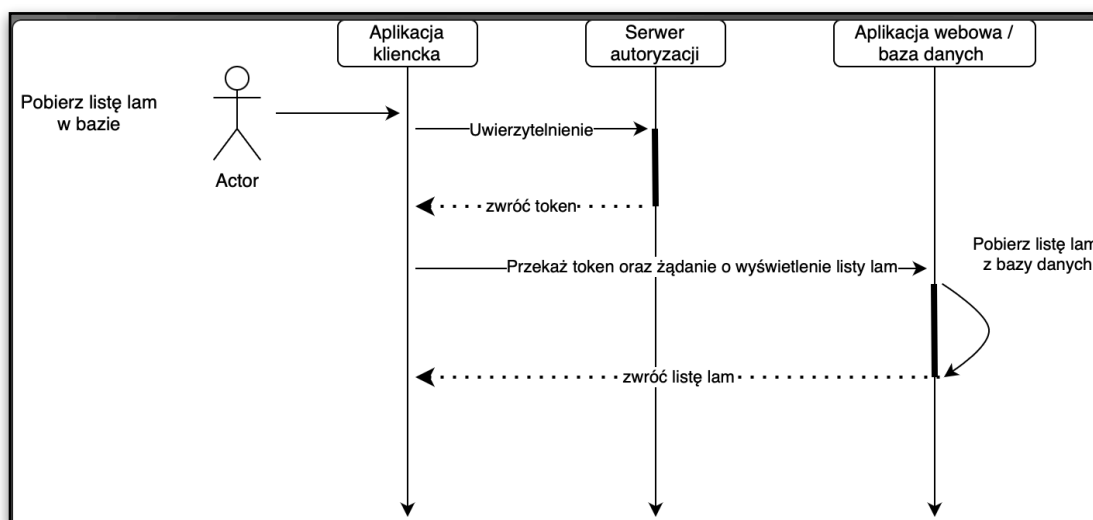 Aplikacja
kliencka
Serwer
autoryzacji
Aplikacja webowa /
baza danych
Pobierz listę lam
w bazie
Actor
Uwierzytelnienie
zwróć token
Przekaż token oraz żądanie o wyświetlenie listy lam
Pobierz listę lam
z bazy danych
zwróć listę lam